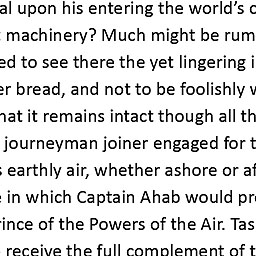 al upon his entering the world’s o
machinery? Much might be rum
ed to see there the yet lingering i
er bread, and not to be foolishly w
hat it remains intact though all th
journeyman joiner engaged for t
s earthly air, whether ashore or af
e in which Captain Ahab would pr
rince of the Powers of the Air. Tas
receive the full complement of t